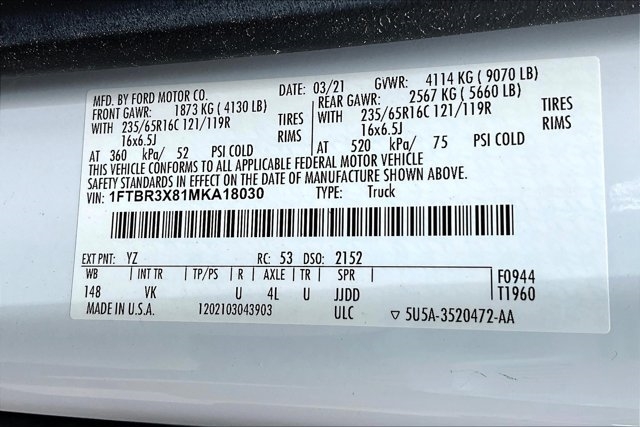 MFD. BY FORD MOTOR CO. DATE: 03/21 GVWR: 4114 KG ( 9070 LB)
FRONT GAWR: 1873 KG ( 4130 LB) REAR GAWR: 2567 KG ( 5660 LB)
WITH 235/65R16C 121/119R TIRES WITH 235/65R16C 121/119R TIRES
16x6.5J RIMS 16x6.5J RIMS
AT 360 kPa/ 52 PSI COLD AT 520 kPa/ 75 PSI COLD
THIS VEHICLE CONFORMS TO ALL APPLICABLE FEDERAL MOTOR VEHICLE
SAFETY STANDARDS IN EFFECT ON THE DATE OF MANUFACTURE SHOWN ABOVE.
VIN: 1FTBR3X81MKA18030 TYPE: Truck
EXT PNT: YZ RC: 53 DSO: 2152
WB INT TR TP/PS R AXLE TR SPR F0944
148 VK U 4L U JJDD T1960
MADE IN U.S.A. 1202103043903 ULC ▽ 5U5A-3520472-AA